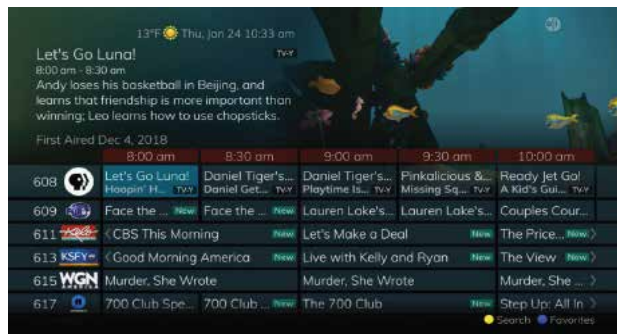 13°F Thu, Jan 24 10:33 am
Let's Go Luna! TV-Y
8:00 am - 8:30 am
Andy loses his basketball in Beijing, and
learns that friendship is more important than
winning; Leo learns how to use chopsticks.
First Aired Dec 4, 2018
8:00 am 8:30 am 9:00 am 9:30 am 10:00 am
608 Let's Go Luna! Daniel Tiger's... Daniel Tiger's... Pinkalicious &... Ready Jet Go!
Hoopin' H... TV-Y Daniel Get... TV-Y Playtime Is... TV-Y Missing Sq... TV-Y A Kid's Gui... TV-Y
609 Face the ... New Face the ... New Lauren Lake's... Lauren Lake's... Couples Cour...
611 CBS This Morning New Let's Make a Deal New The Price... New
613 KSFY Good Morning America New Live with Kelly and Ryan New The View New
615 WGN AMERICA Murder, She Wrote Murder, She Wrote Murder, She ...
617 700 Club Spe... 700 Club ... New The 700 Club New Step Up: All In
Search Favorites